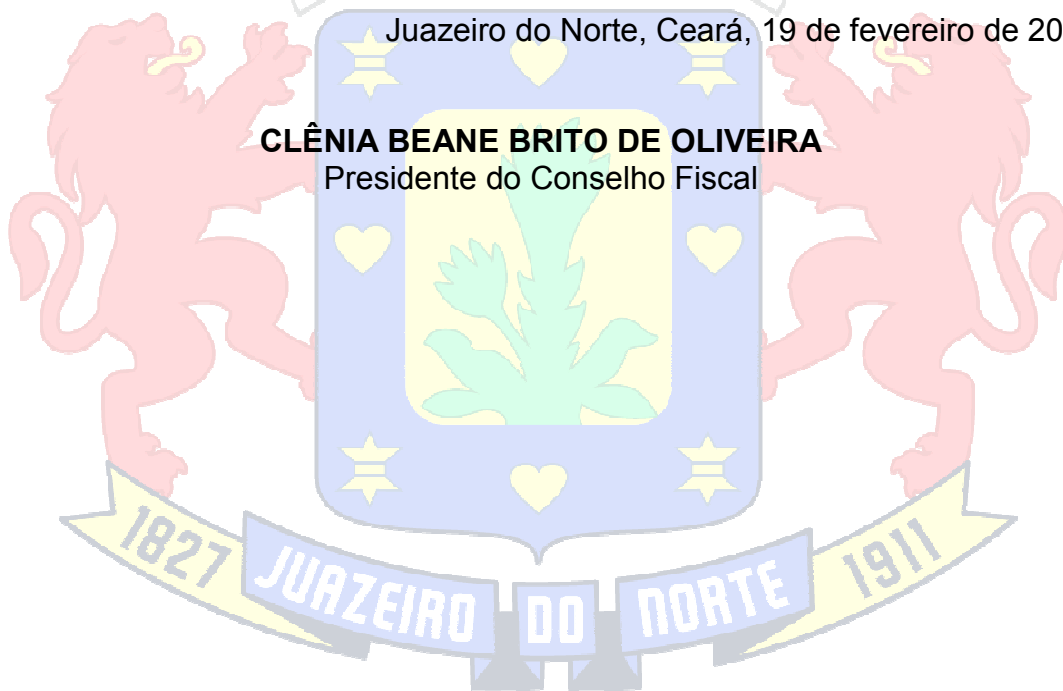 Juazeiro do Norte, Ceará, 19 de fevereiro de 20
CLÊNIA BEANE BRITO DE OLIVEIRA
Presidente do Conselho Fiscal
1827 JUAZEIRO DO NORTE 1911